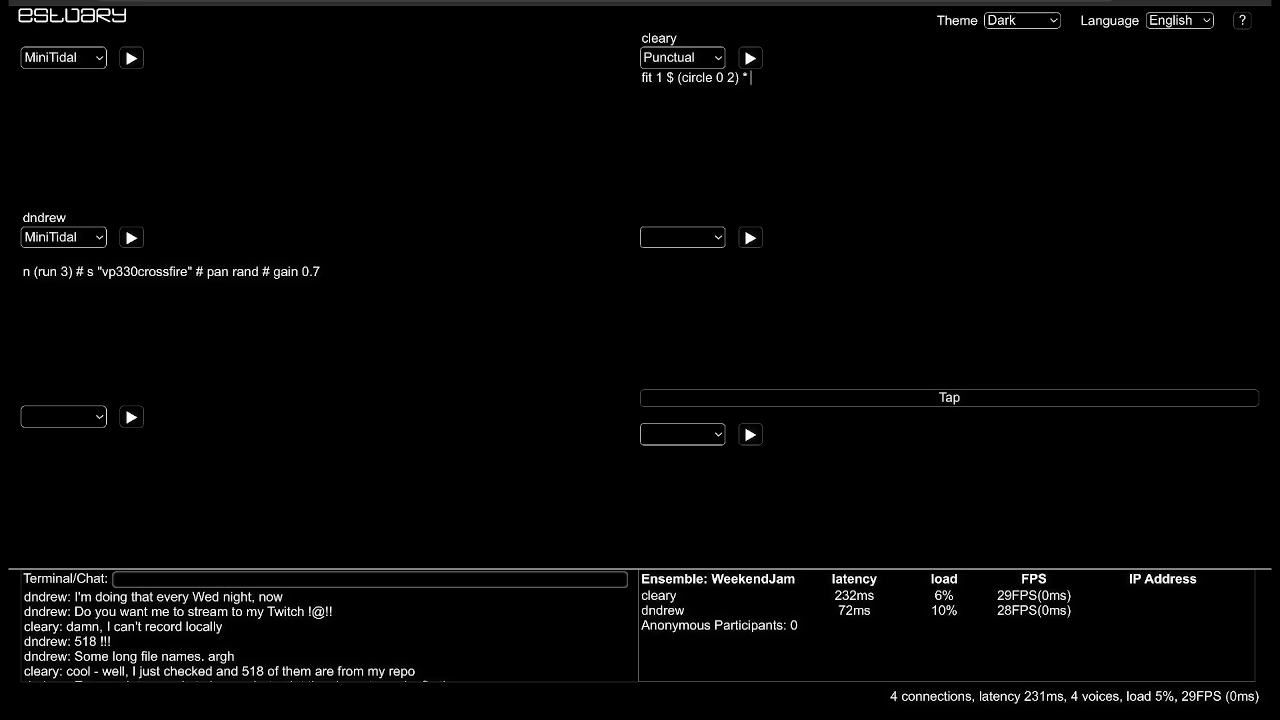 estuary
Theme Dark Language English ?
MiniTidal
cleary
Punctual
fit 1 $ (circle 0 2) *
dndrew
MiniTidal
n (run 3) # s "vp330crossfire" # pan rand # gain 0.7
Tap
Terminal/Chat:
dndrew: I'm doing that every Wed night, now
dndrew: Do you want me to stream to my Twitch !@!!
cleary: damn, I can't record locally
dndrew: 518 !!!
dndrew: Some long file names. argh
cleary: cool - well, I just checked and 518 of them are from my repo
Ensemble: WeekendJam latency load FPS IP Address
cleary 232ms 6% 29FPS(0ms)
dndrew 72ms 10% 28FPS(0ms)
Anonymous Participants: 0
4 connections, latency 231ms, 4 voices, load 5%, 29FPS (0ms)